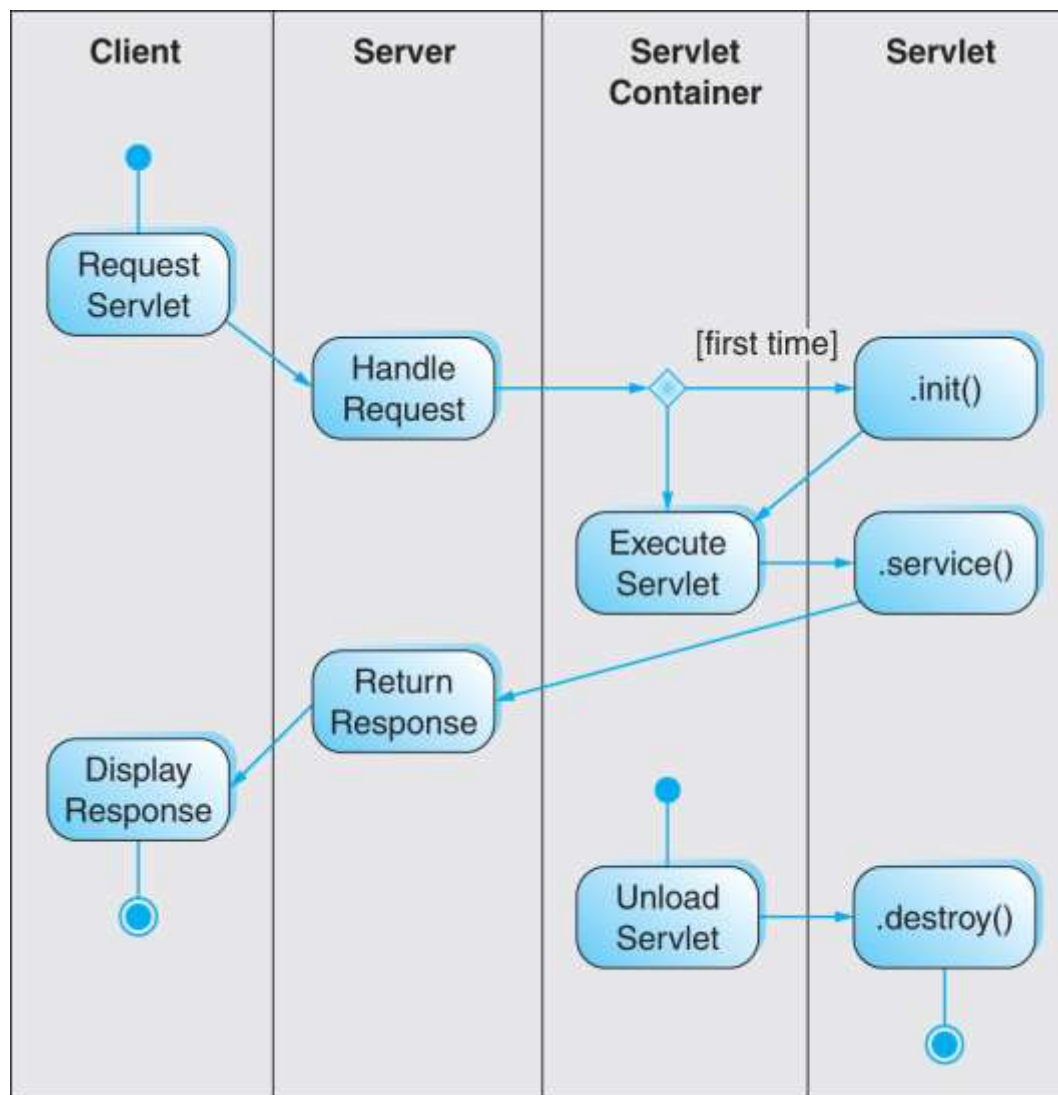 Client
Server
Servlet
Container
Servlet
Request
Servlet
Handle
Request
[first time]
.init()
Execute
Servlet
.service()
Return
Response
Display
Response
Unload
Servlet
.destroy()